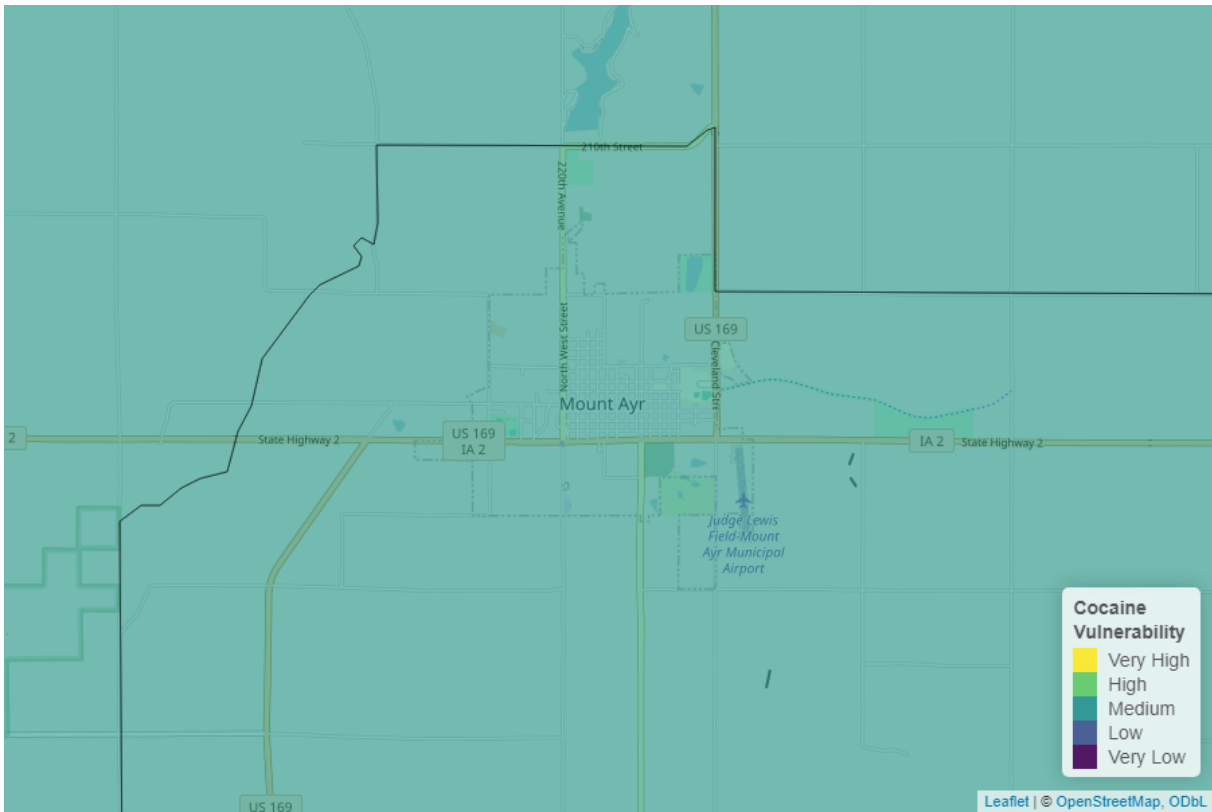 210th Street
220th Avenue
US 169
North West Street
Cleveland Strr
Mount Ayr
2
State Highway 2
US 169
IA 2
IA 2
State Highway 2
Judge Lewis
Field-Mount
Ayr Municipal
Airport
Cocaine
Vulnerability
Very High
High
Medium
Low
Very Low
US 169
Leaflet | © OpenStreetMap, ODbL